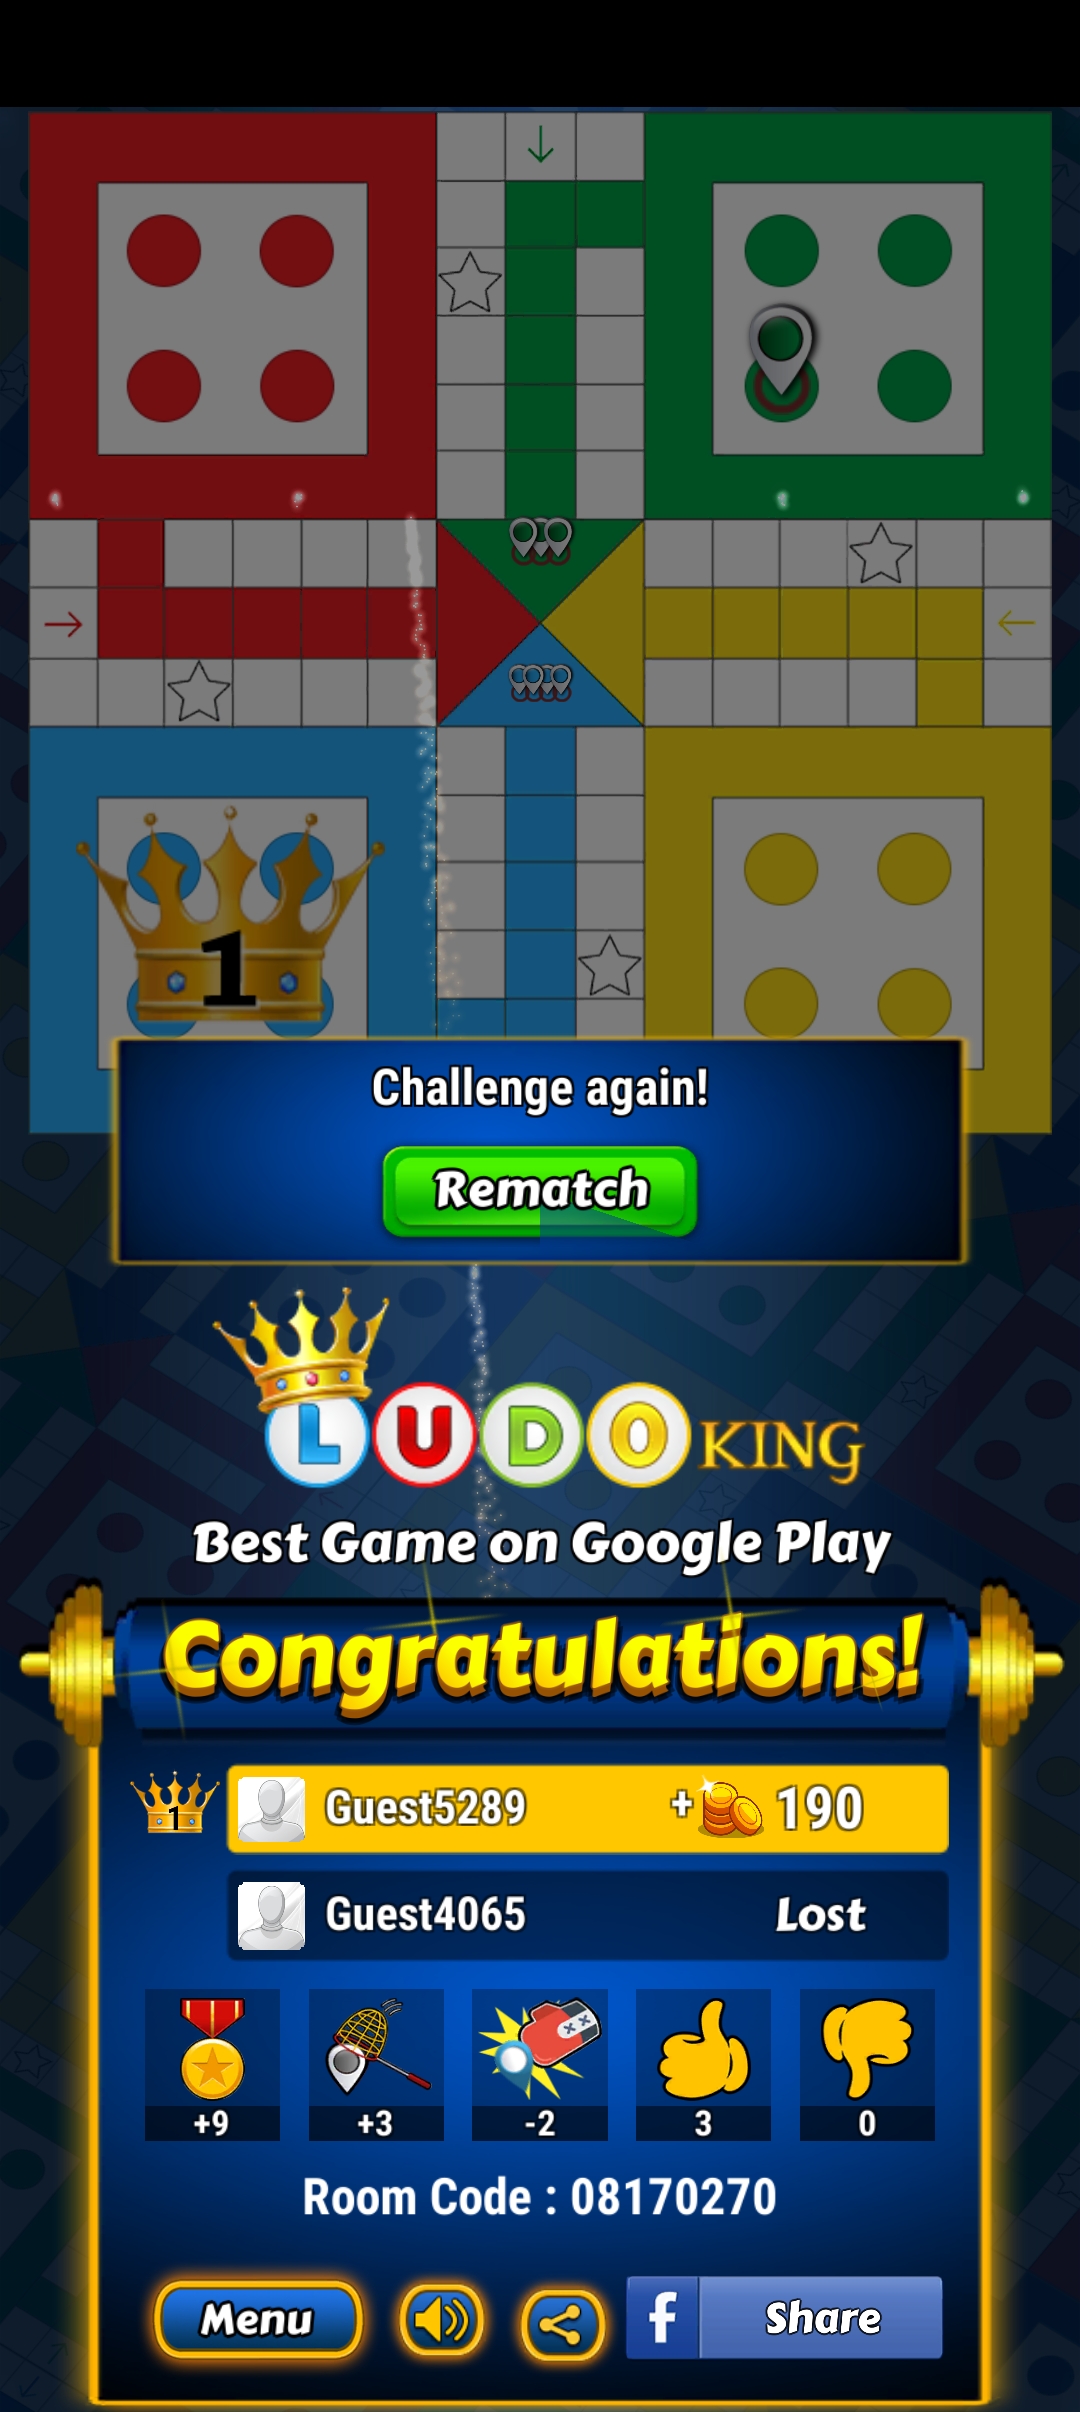 1
Challenge again!
Rematch
LUDO KING
Best Game on Google Play
Congratulations!
1 Guest5289 + 190
Guest4065 Lost
+9 +3 -2 3 0
Room Code : 08170270
Menu f Share